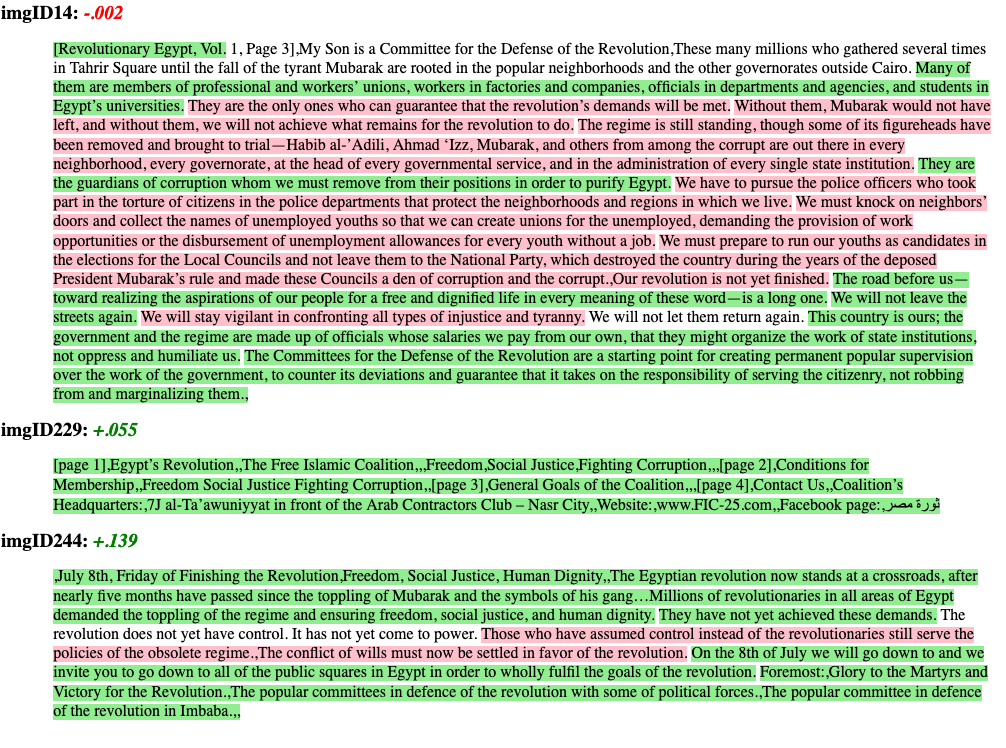 imgID14: -.002
[Revolutionary Egypt, Vol. 1, Page 3],My Son is a Committee for the Defense of the Revolution,These many millions who gathered several times
in Tahrir Square until the fall of the tyrant Mubarak are rooted in the popular neighborhoods and the other governorates outside Cairo. Many of
them are members of professional and workers’ unions, workers in factories and companies, officials in departments and agencies, and students in
Egypt’s universities. They are the only ones who can guarantee that the revolution’s demands will be met. Without them, Mubarak would not have
left, and without them, we will not achieve what remains for the revolution to do. The regime is still standing, though some of its figureheads have
been removed and brought to trial—Habib al-’Adili, Ahmad ‘Izz, Mubarak, and others from among the corrupt are out there in every
neighborhood, every governorate, at the head of every governmental service, and in the administration of every single state institution. They are
the guardians of corruption whom we must remove from their positions in order to purify Egypt. We have to pursue the police officers who took
part in the torture of citizens in the police departments that protect the neighborhoods and regions in which we live. We must knock on neighbors’
doors and collect the names of unemployed youths so that we can create unions for the unemployed, demanding the provision of work
opportunities or the disbursement of unemployment allowances for every youth without a job. We must prepare to run our youths as candidates in
the elections for the Local Councils and not leave them to the National Party, which destroyed the country during the years of the deposed
President Mubarak’s rule and made these Councils a den of corruption and the corrupt.,Our revolution is not yet finished. The road before us—
toward realizing the aspirations of our people for a free and dignified life in every meaning of these word—is a long one. We will not leave the
streets again. We will stay vigilant in confronting all types of injustice and tyranny. We will not let them return again. This country is ours; the
government and the regime are made up of officials whose salaries we pay from our own, that they might organize the work of state institutions,
not oppress and humiliate us. The Committees for the Defense of the Revolution are a starting point for creating permanent popular supervision
over the work of the government, to counter its deviations and guarantee that it takes on the responsibility of serving the citizenry, not robbing
from and marginalizing them.,
imgID229: +.055
[page 1],Egypt’s Revolution,,The Free Islamic Coalition,,,Freedom,Social Justice,Fighting Corruption,,,[page 2],Conditions for
Membership,,Freedom Social Justice Fighting Corruption,,[page 3],General Goals of the Coalition,,,[page 4],Contact Us,,Coalition’s
Headquarters:,7J al-Ta’awuniyyat in front of the Arab Contractors Club – Nasr City,,Website:,www.FIC-25.com,,Facebook page:,ثورة مصر
imgID244: +.139
,July 8th, Friday of Finishing the Revolution,Freedom, Social Justice, Human Dignity,,The Egyptian revolution now stands at a crossroads, after
nearly five months have passed since the toppling of Mubarak and the symbols of his gang…Millions of revolutionaries in all areas of Egypt
demanded the toppling of the regime and ensuring freedom, social justice, and human dignity. They have not yet achieved these demands. The
revolution does not yet have control. It has not yet come to power. Those who have assumed control instead of the revolutionaries still serve the
policies of the obsolete regime.,The conflict of wills must now be settled in favor of the revolution. On the 8th of July we will go down to and we
invite you to go down to all of the public squares in Egypt in order to wholly fulfil the goals of the revolution. Foremost:,Glory to the Martyrs and
Victory for the Revolution.,The popular committees in defence of the revolution with some of political forces.,The popular committee in defence
of the revolution in Imbaba.,,